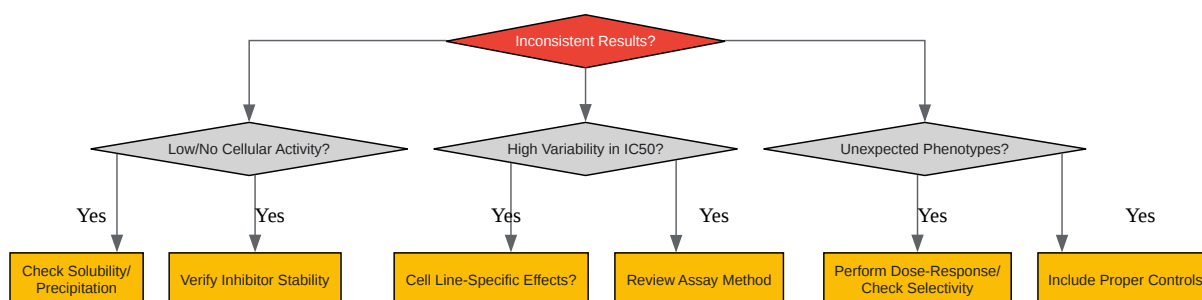 Inconsistent Results?
Low/No Cellular Activity?
High Variability in IC50?
Unexpected Phenotypes?
Yes
Yes
Yes
Yes
Yes
Yes
Check Solubility/
Precipitation
Verify Inhibitor Stability
Cell Line-Specific Effects?
Review Assay Method
Perform Dose-Response/
Check Selectivity
Include Proper Controls